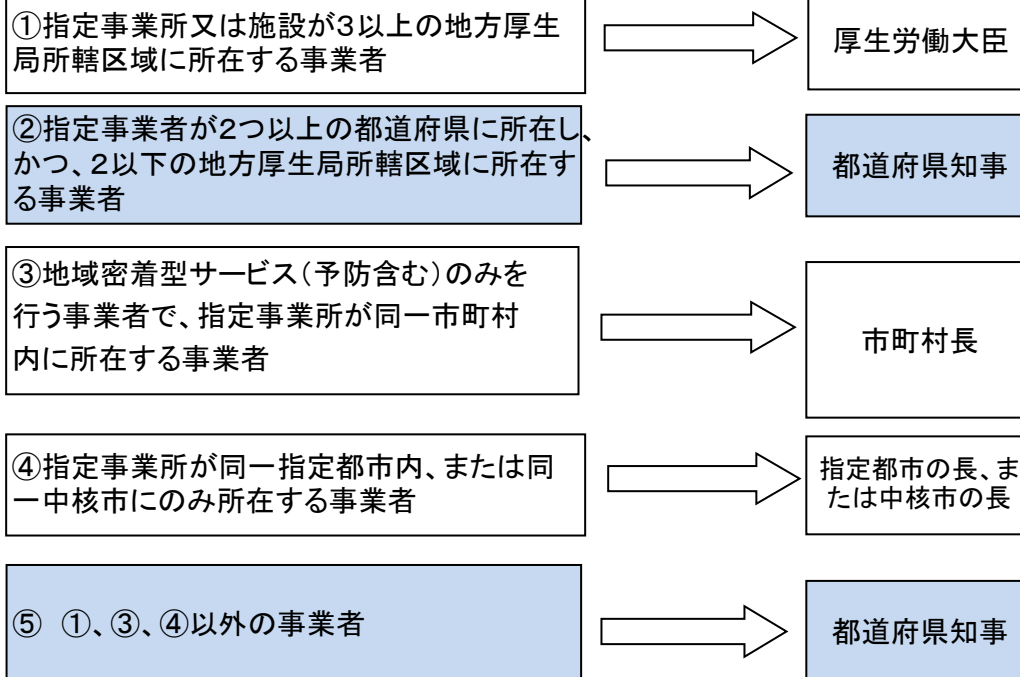 ①指定事業所又は施設が3以上の地方厚生
局所轄区域に所在する事業者
厚生労働大臣
②指定事業者が2つ以上の都道府県に所在し、
かつ、2以下の地方厚生局所轄区域に所在す
る事業者
都道府県知事
③地域密着型サービス（予防含む）のみを
行う事業者で、指定事業所が同一市町村
内に所在する事業者
市町村長
④指定事業所が同一指定都市内、または同
一中核市にのみ所在する事業者
指定都市の長、ま
たは中核市の長
⑤　①、③、④以外の事業者
都道府県知事